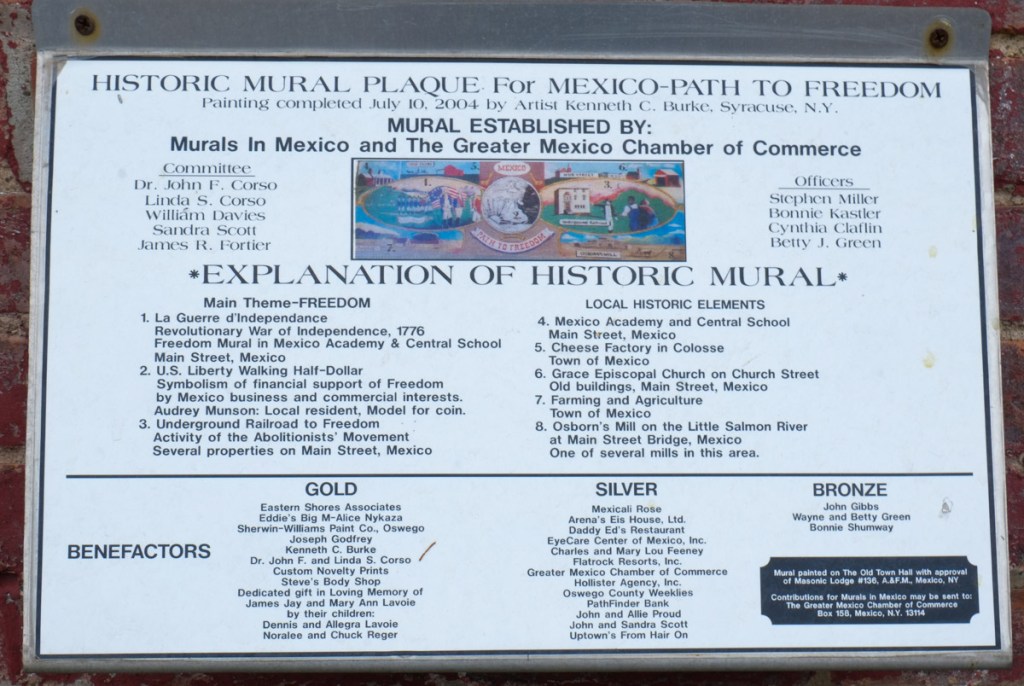 HISTORIC MURAL PLAQUE For MEXICO-PATH TO FREEDOM
Painting completed July 10, 2004 by Artist Kenneth C. Burke, Syracuse, N.Y.
MURAL ESTABLISHED BY:
Murals In Mexico and The Greater Mexico Chamber of Commerce
Committee
Dr. John F. Corso
Linda S. Corso
William Davies
Sandra Scott
James R. Fortier
MEXICO
PATH TO FREEDOM
Officers
Stephen Miller
Bonnie Kastler
Cynthia Claflin
Betty J. Green
*EXPLANATION OF HISTORIC MURAL*
Main Theme-FREEDOM
1. La Guerre d'Independance
Revolutionary War of Independence, 1776
Freedom Mural in Mexico Academy & Central School
Main Street, Mexico
2. U.S. Liberty Walking Half-Dollar
Symbolism of financial support of Freedom
by Mexico business and commercial interests.
Audrey Munson: Local resident, Model for coin.
3. Underground Railroad to Freedom
Activity of the Abolitionists' Movement
Several properties on Main Street, Mexico
LOCAL HISTORIC ELEMENTS
4. Mexico Academy and Central School
Main Street, Mexico
5. Cheese Factory in Colosse
Town of Mexico
6. Grace Episcopal Church on Church Street
Old buildings, Main Street, Mexico
7. Farming and Agriculture
Town of Mexico
8. Osborn's Mill on the Little Salmon River
at Main Street Bridge, Mexico
One of several mills in this area.
BENEFACTORS
GOLD
Eastern Shores Associates
Eddie's Big M-Alice Nykaza
Sherwin-Williams Paint Co., Oswego
Joseph Godfrey
Kenneth C. Burke
Dr. John F. and Linda S. Corso
Custom Novelty Prints
Steve's Body Shop
Dedicated gift in Loving Memory of
James Jay and Mary Ann Lavoie
by their children:
Dennis and Allegra Lavoie
Noralee and Chuck Reger
SILVER
Mexicali Rose
Arena's Eis House, Ltd.
Daddy Ed's Restaurant
EyeCare Center of Mexico, Inc.
Charles and Mary Lou Feeney
Flatrock Resorts, Inc.
Greater Mexico Chamber of Commerce
Hollister Agency, Inc.
Oswego County Weeklies
PathFinder Bank
John and Allie Proud
John and Sandra Scott
Uptown's From Hair On
BRONZE
John Gibbs
Wayne and Betty Green
Bonnie Shumway
Mural painted on The Old Town Hall with approval
of Masonic Lodge #136, A.&F.M., Mexico, NY
Contributions for Murals in Mexico may be sent to:
The Greater Mexico Chamber of Commerce
Box 158, Mexico, N.Y. 13114